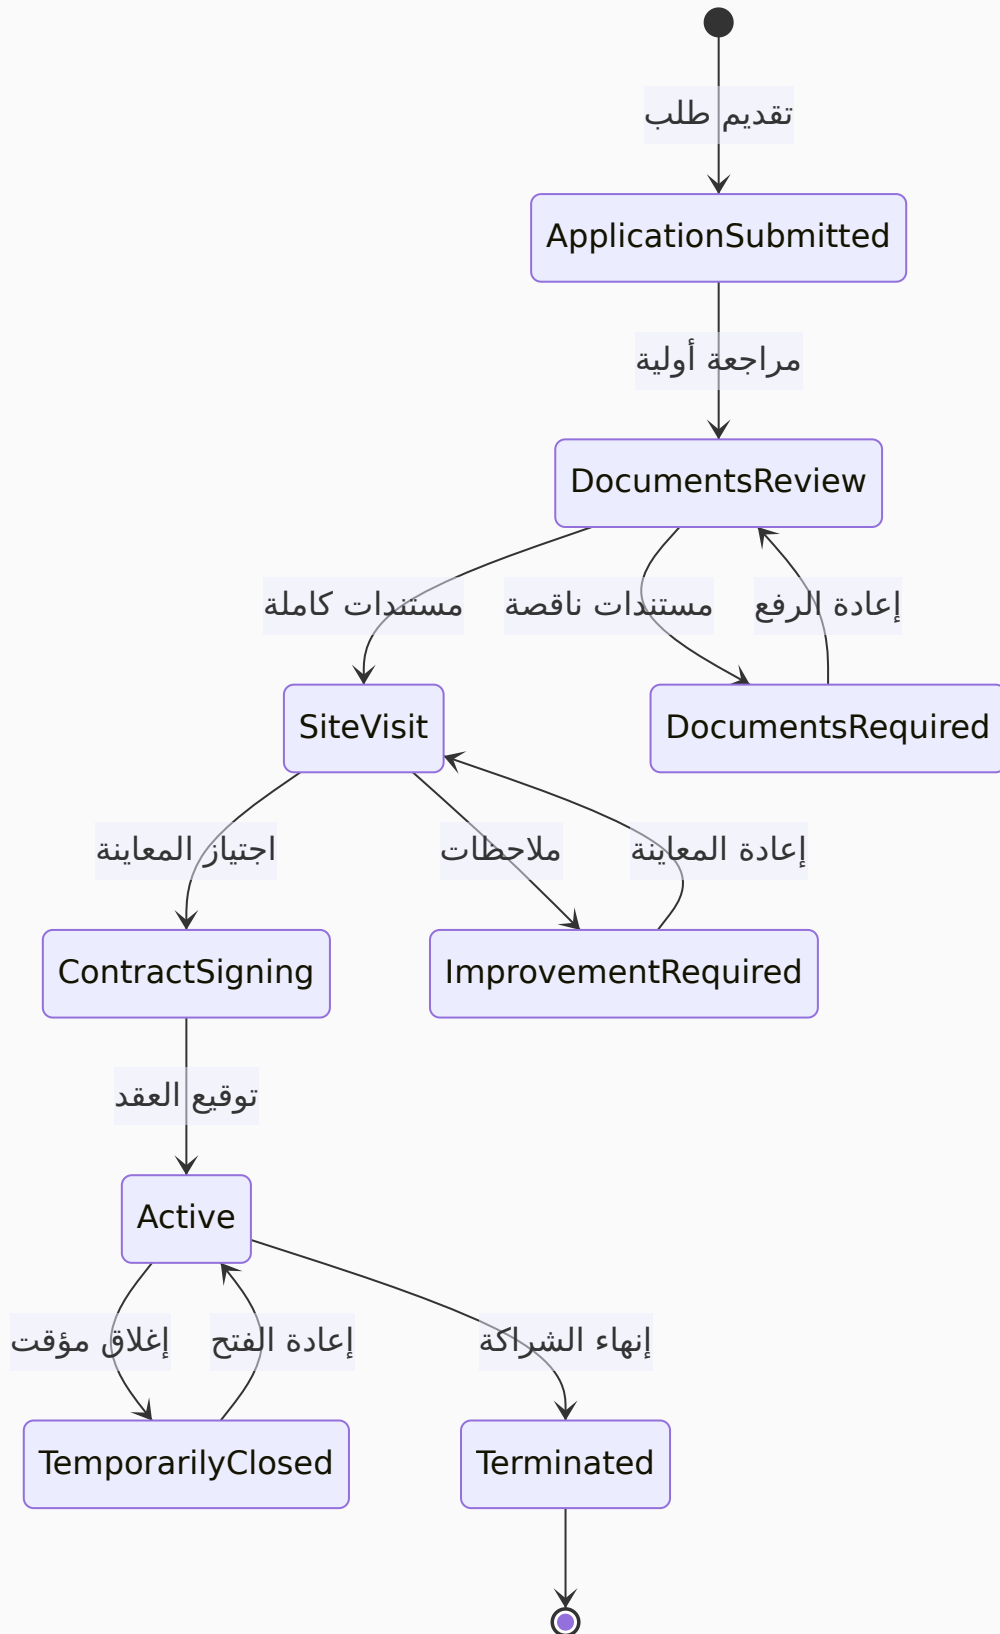 تقديم طلب
ApplicationSubmitted
مراجعة أولية
DocumentsReview
مستندات كاملة
مستندات ناقصة
إعادة الرفع
SiteVisit
DocumentsRequired
اجتياز المعاينة
ملاحظات
إعادة المعاينة
ContractSigning
ImprovementRequired
توقيع العقد
Active
إغلاق مؤقت
إعادة الفتح
إنهاء الشراكة
TemporarilyClosed
Terminated